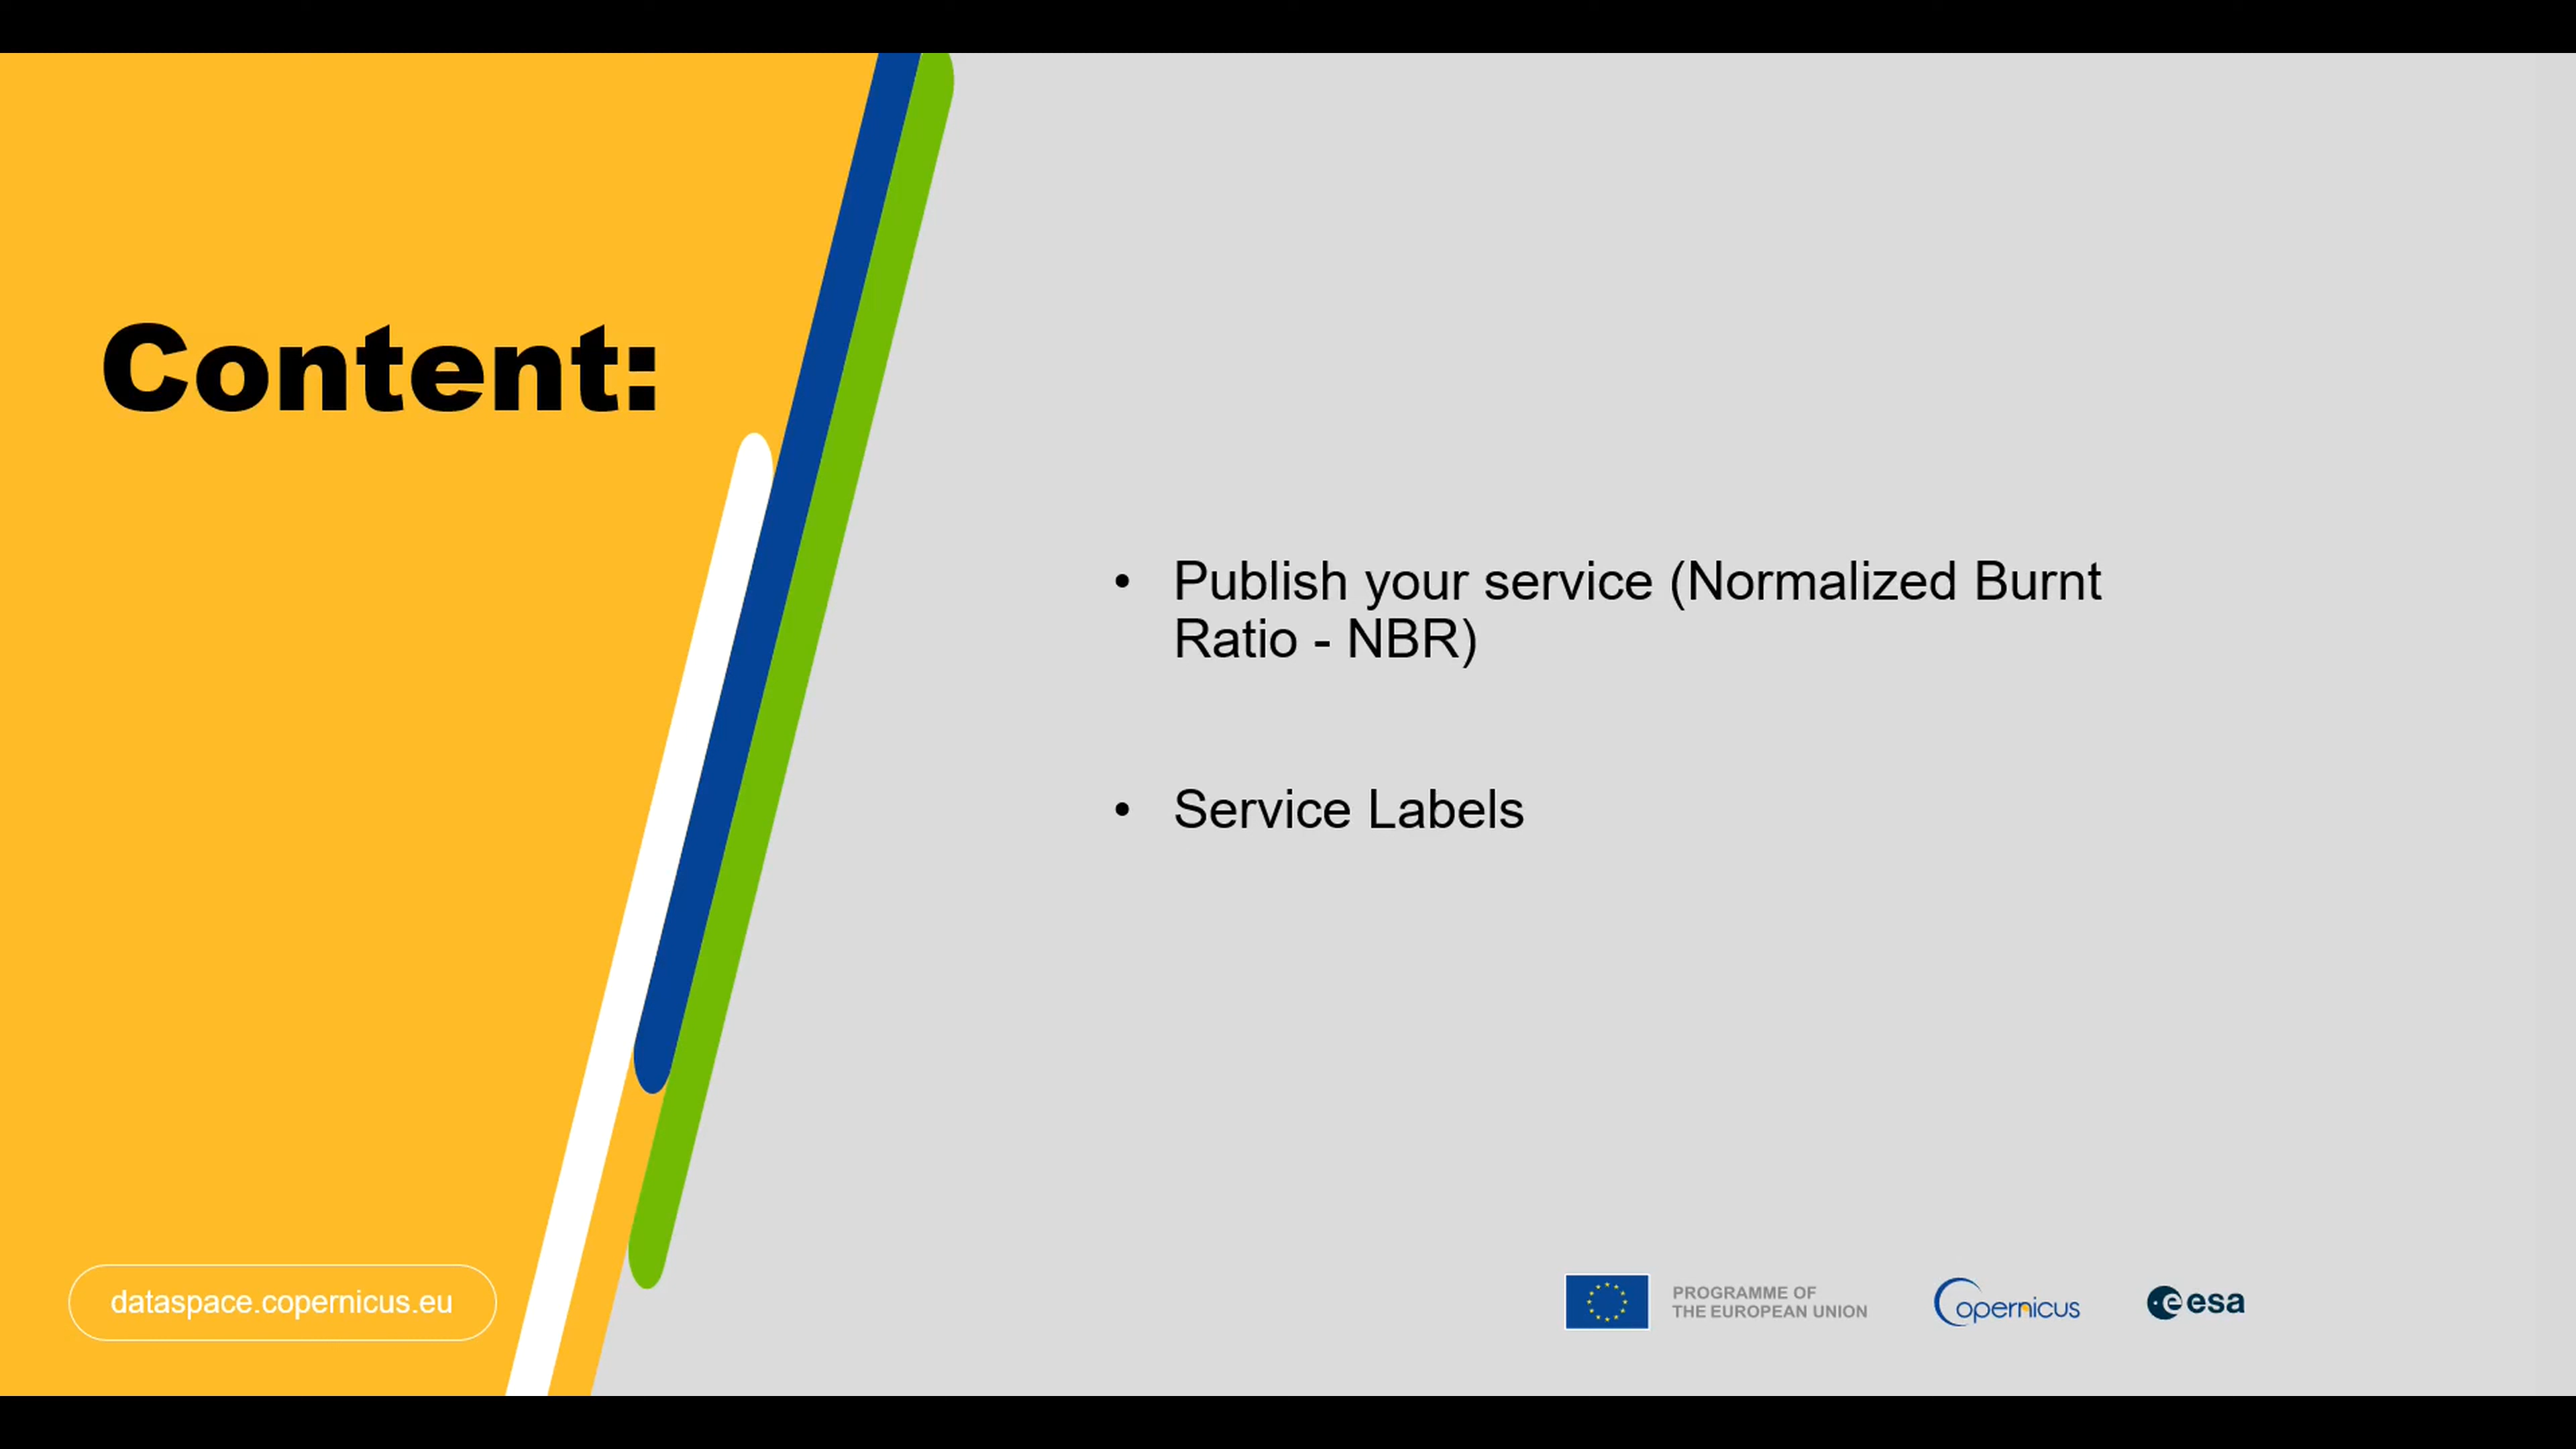 Content:
• Publish your service (Normalized Burnt
Ratio - NBR)
• Service Labels
dataspace.copernicus.eu
PROGRAMME OF
THE EUROPEAN UNION
opernicus
esa